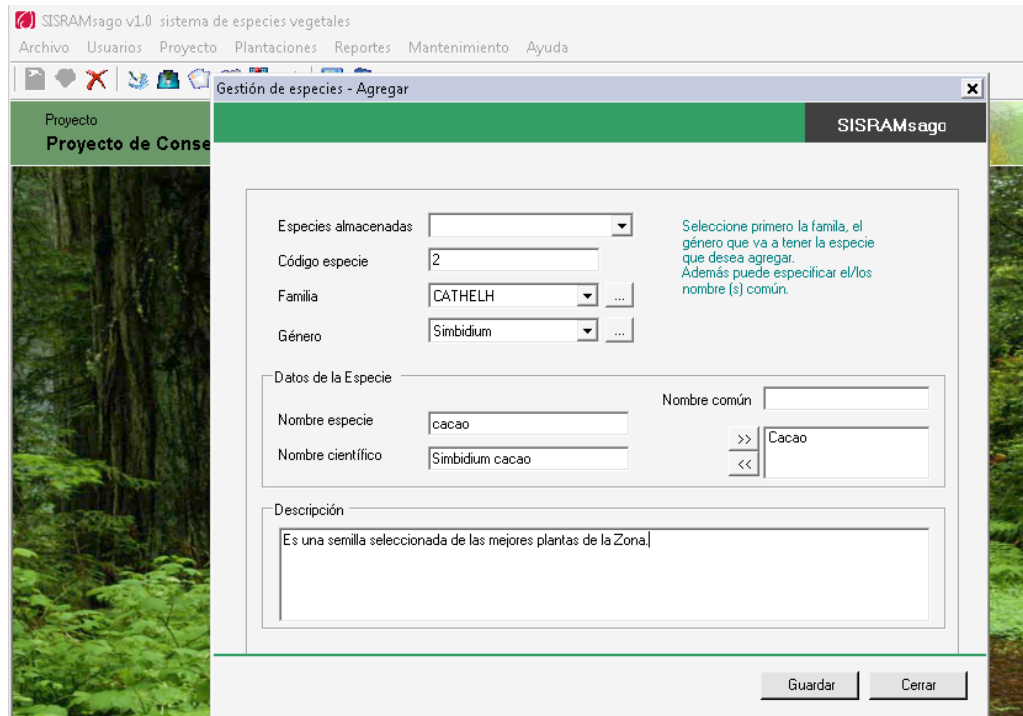 SISRAMsago v1.0 sistema de especies vegetales
Archivo Usuarios Proyecto Plantaciones Reportes Mantenimiento Ayuda
Gestión de especies - Agregar
Proyecto
Proyecto de Conse
SISRAMsago
Especies almacenadas
Seleccione primero la famila, el
género que va a tener la especie
que desea agregar.
Además puede especificar el/los
nombre (s) común.
Código especie 2
Familia CATHELH ...
Género Simbidium ...
Datos de la Especie
Nombre común
Nombre especie cacao
>> Cacao
Nombre científico Simbidium cacao
<<
Descripción
Es una semilla seleccionada de las mejores plantas de la Zona.
Guardar Cerrar